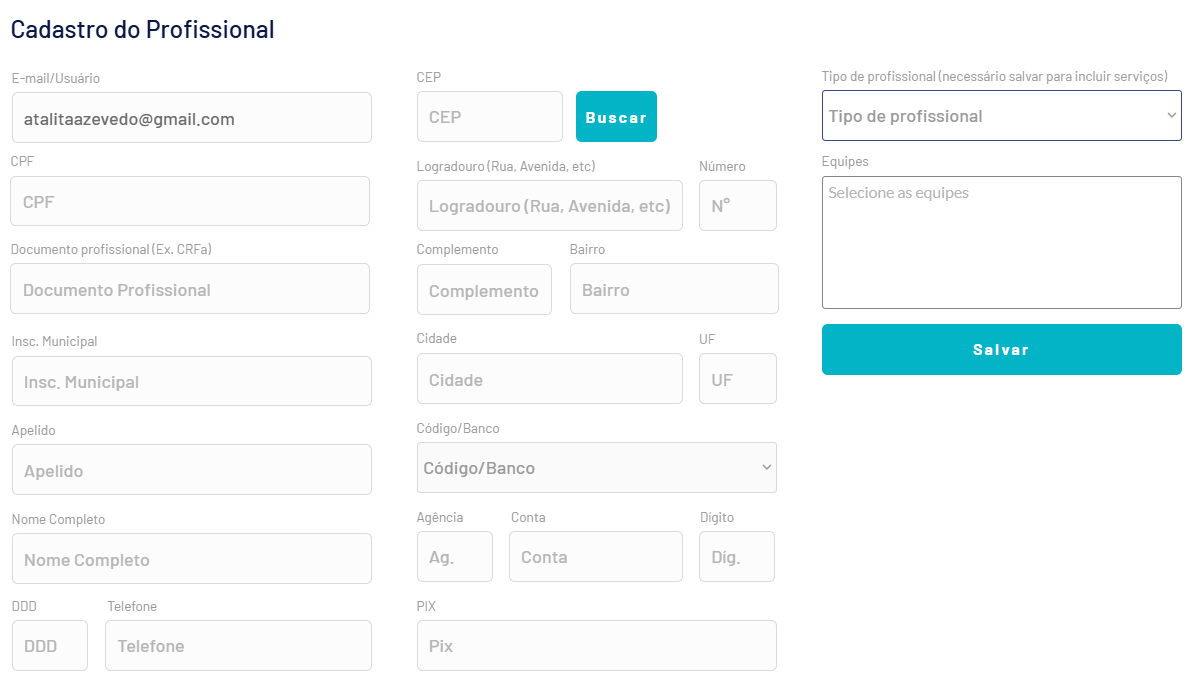 Cadastro do Profissional
E-mail/Usuário
atalitaazevedo@gmail.com
CPF
CPF
Documento profissional (Ex. CRFa)
Documento Profissional
Insc. Municipal
Insc. Municipal
Apelido
Apelido
Nome Completo
Nome Completo
DDD Telefone
DDD Telefone
CEP
CEP Buscar
Logradouro (Rua, Avenida, etc) Número
Logradouro (Rua, Avenida, etc) N°
Complemento Bairro
Complemento Bairro
Cidade UF
Cidade UF
Código/Banco
Código/Banco
Agência Conta Dígito
Ag. Conta Díg.
PIX
Pix
Tipo de profissional (necessário salvar para incluir serviços)
Tipo de profissional
Equipes
Selecione as equipes
Salvar